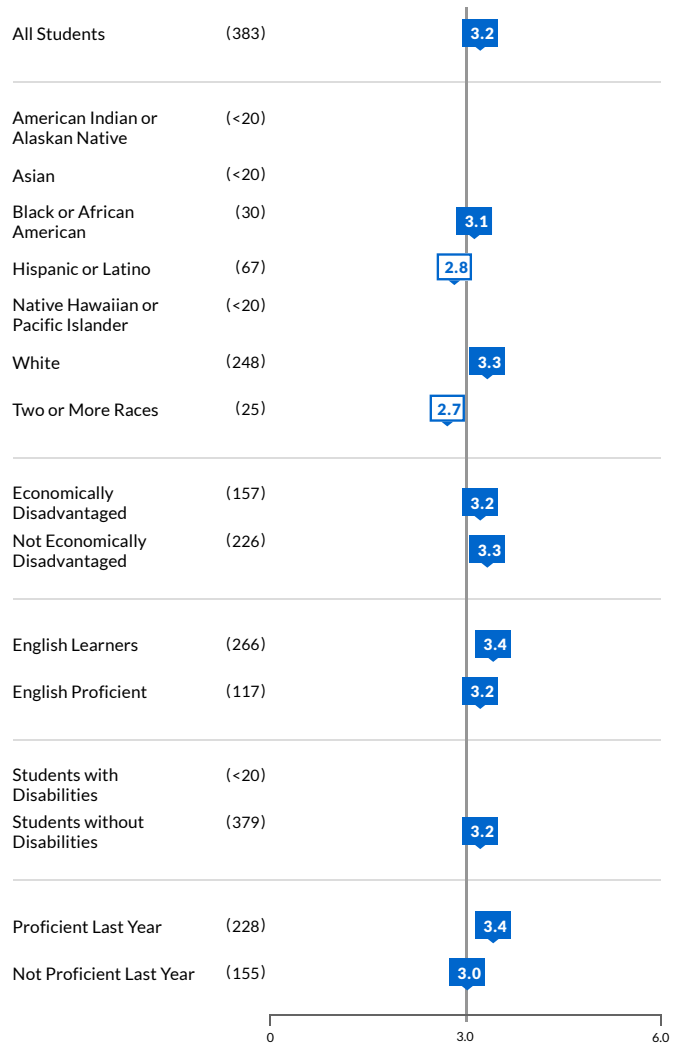 All Students (383) 3.2
American Indian or (<20)
Alaskan Native
Asian (<20)
Black or African (30) 3.1
American
Hispanic or Latino (67) 2.8
Native Hawaiian or (<20)
Pacific Islander
White (248) 3.3
Two or More Races (25) 2.7
Economically (157) 3.2
Disadvantaged
Not Economically (226) 3.3
Disadvantaged
English Learners (266) 3.4
English Proficient (117) 3.2
Students with (<20)
Disabilities
Students without (379) 3.2
Disabilities
Proficient Last Year (228) 3.4
Not Proficient Last Year (155) 3.0
0 3.0 6.0